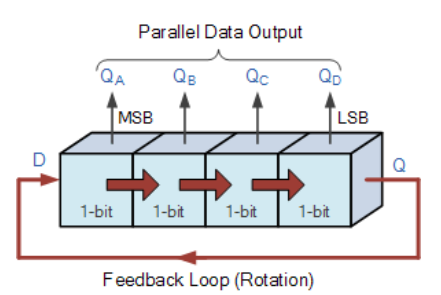 Parallel Data Output
QA QB QC QD
MSB LSB
D Q
1-bit 1-bit 1-bit 1-bit
Feedback Loop (Rotation)